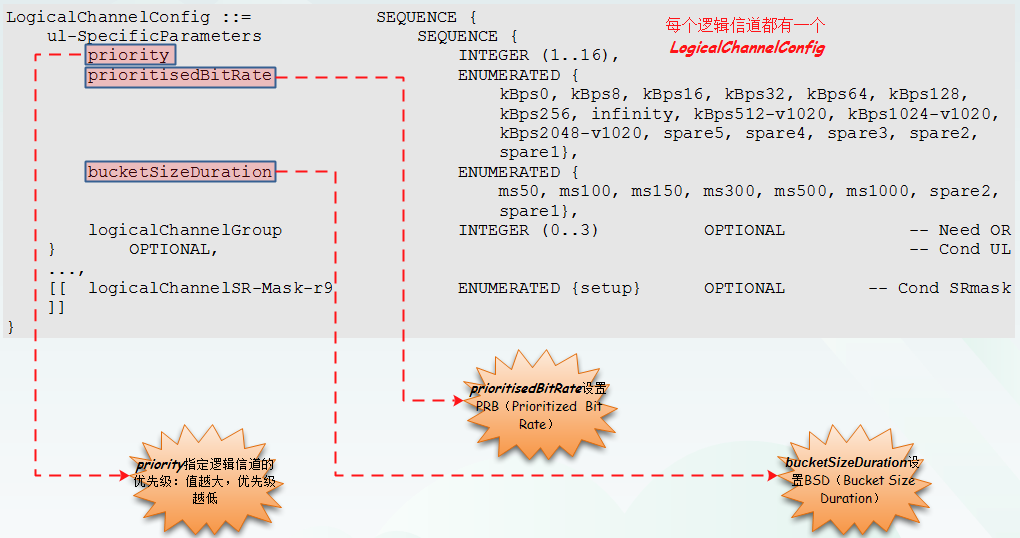 LogicalChannelConfig ::= SEQUENCE {
每个逻辑信道都有一个
LogicalChannelConfig
ul-SpecificParameters SEQUENCE {
priority INTEGER (1..16),
prioritisedBitRate ENUMERATED {
kBps0, kBps8, kBps16, kBps32, kBps64, kBps128,
kBps256, infinity, kBps512-v1020, kBps1024-v1020,
kBps2048-v1020, spare5, spare4, spare3, spare2,
spare1},
bucketSizeDuration ENUMERATED {
ms50, ms100, ms150, ms300, ms500, ms1000, spare2,
spare1},
logicalChannelGroup INTEGER (0..3) OPTIONAL -- Need OR
} OPTIONAL, -- Cond UL
...,
[[ logicalChannelSR-Mask-r9 ENUMERATED {setup} OPTIONAL -- Cond SRmask
]]
}
prioritisedBitRate设置
PRB（Prioritized Bit
Rate）
priority指定逻辑信道的
优先级：值越大，优先级
越低
bucketSizeDuration设
置BSD（Bucket Size
Duration）